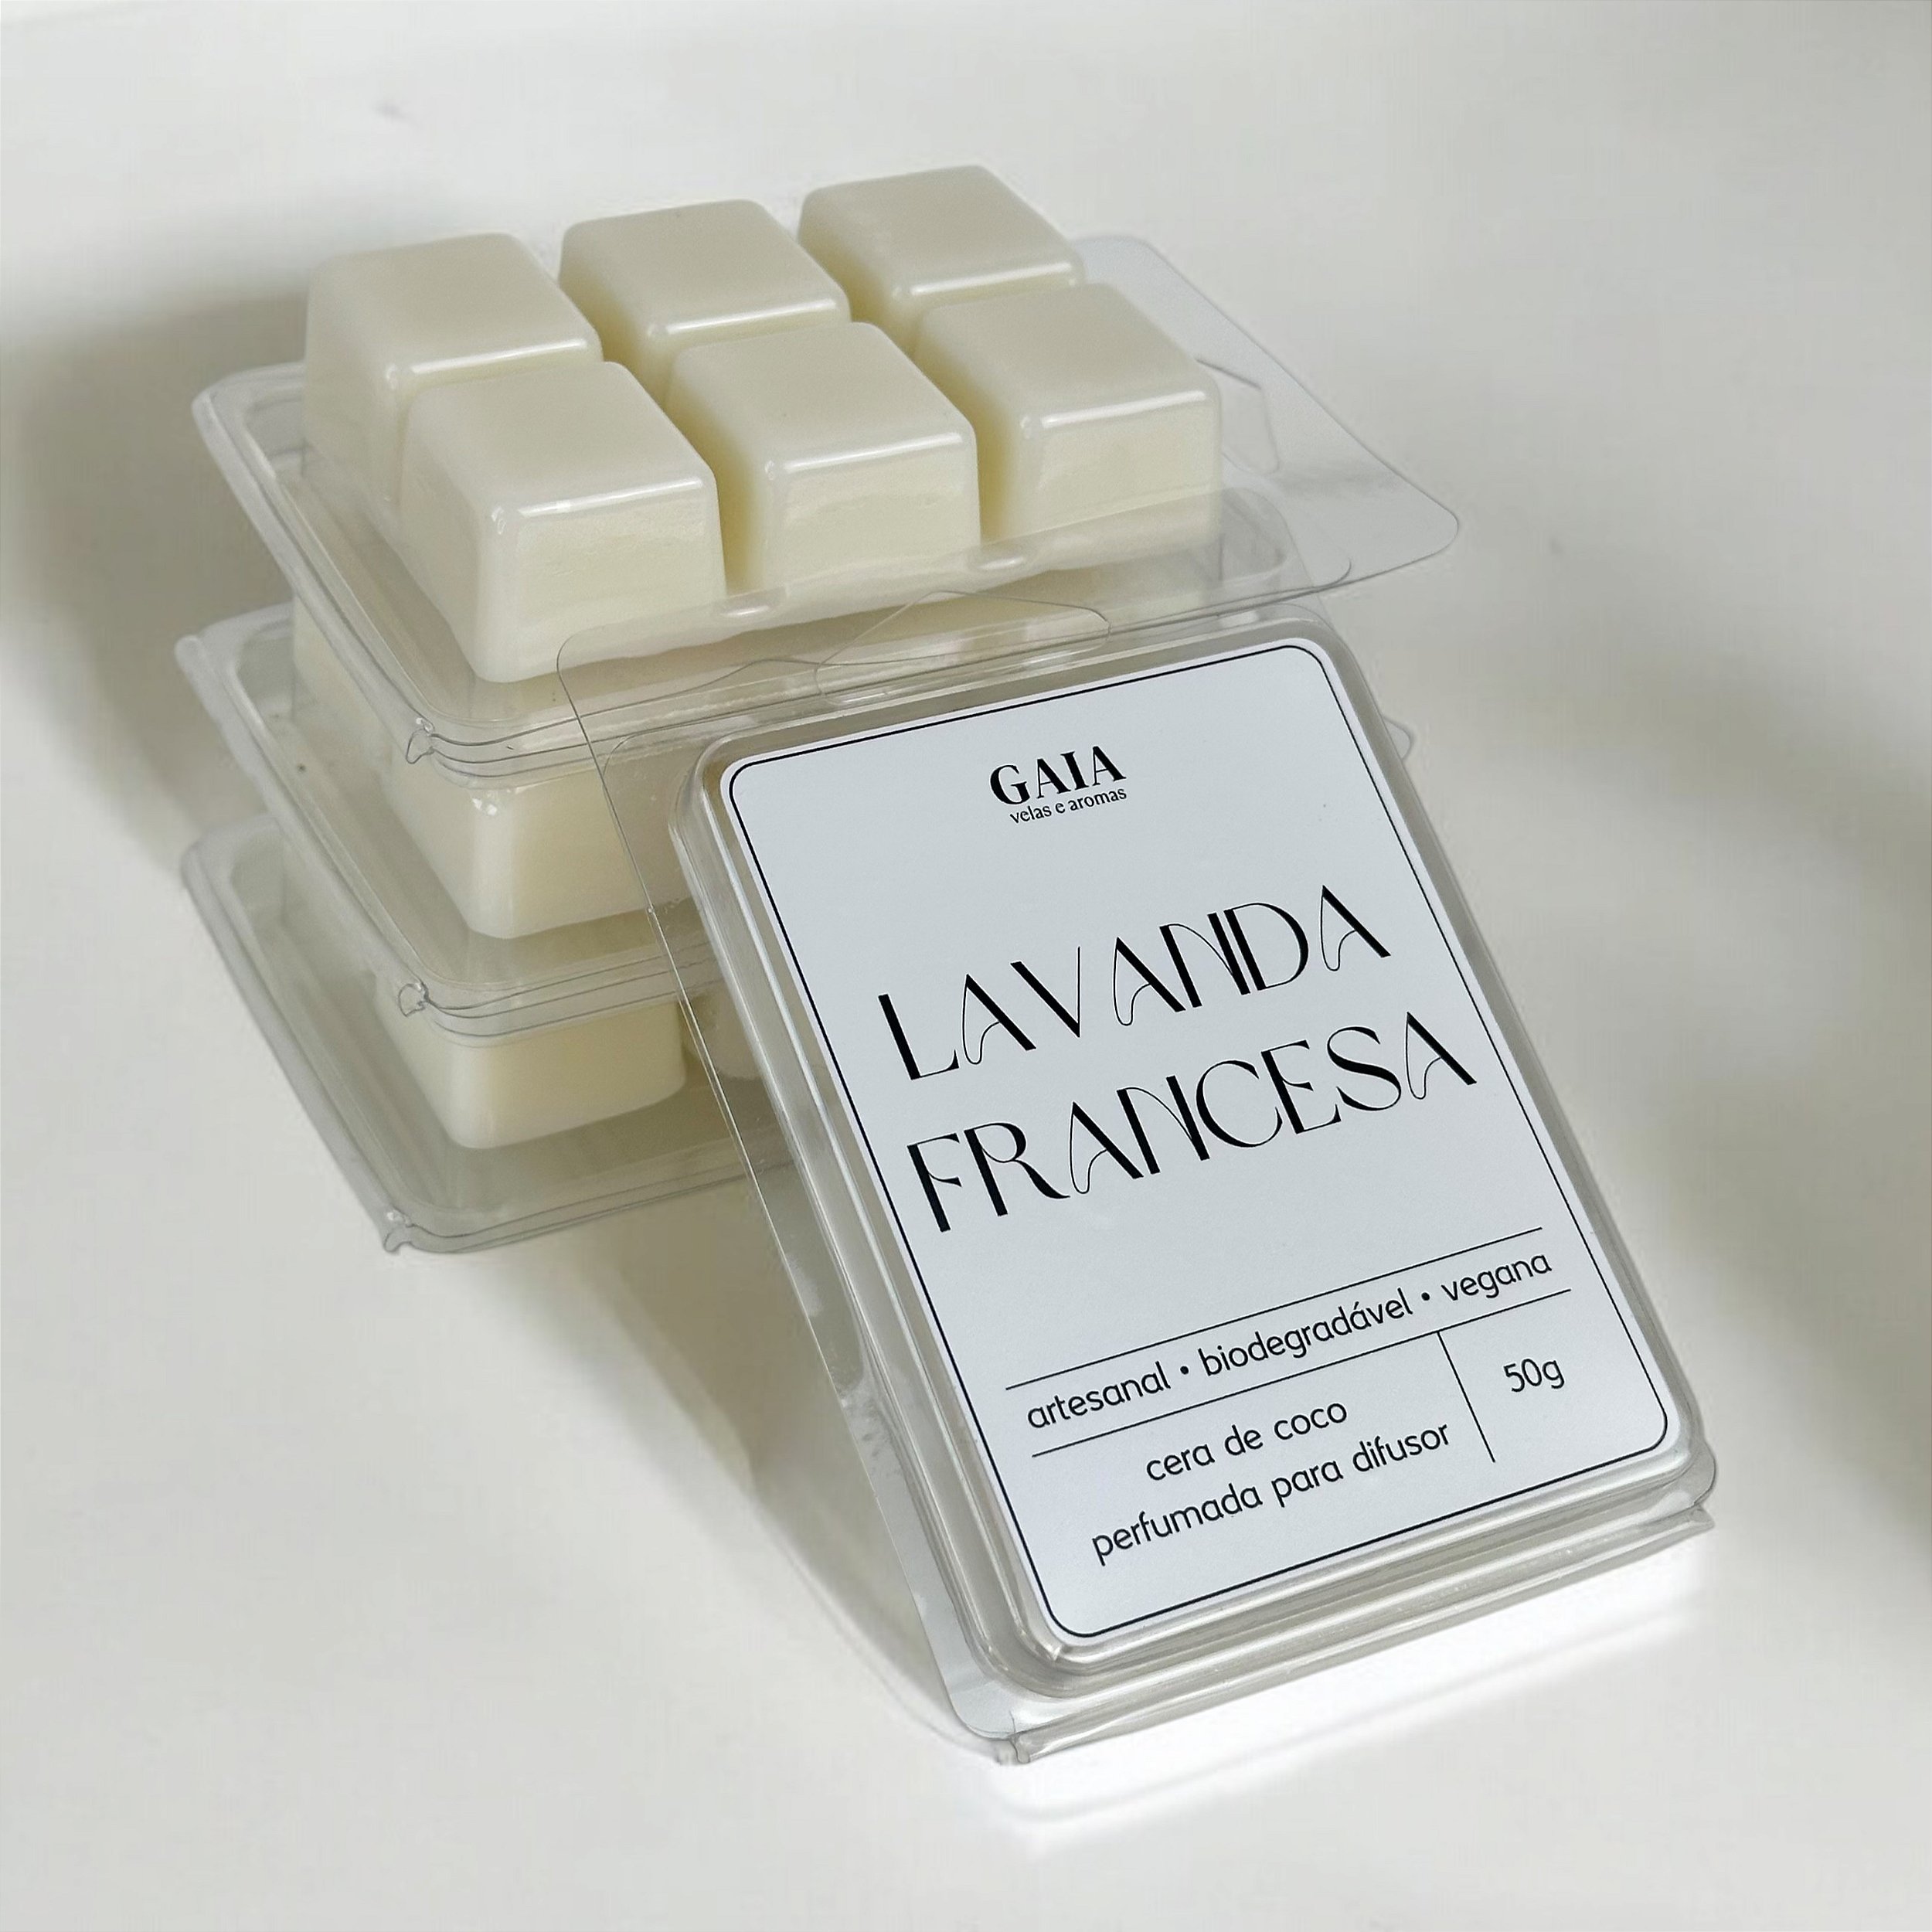 GAIA
velas e aromas
LAVANDA
FRANCESA
artesanal • biodegradável • vegana
cera de coco
perfumada para difusor
50g